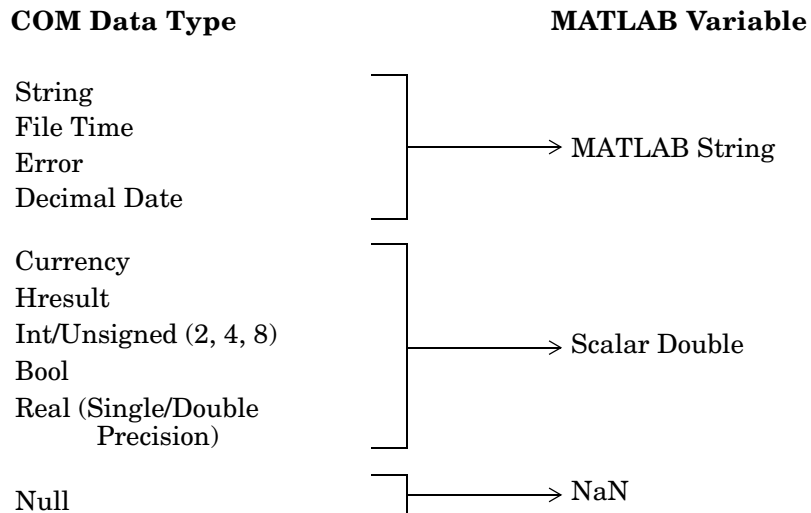 COM Data Type MATLAB Variable
String
File Time
Error
Decimal Date
MATLAB String
Currency
Hresult
Int/Unsigned (2, 4, 8)
Bool
Real (Single/Double
Precision)
Scalar Double
Null
NaN